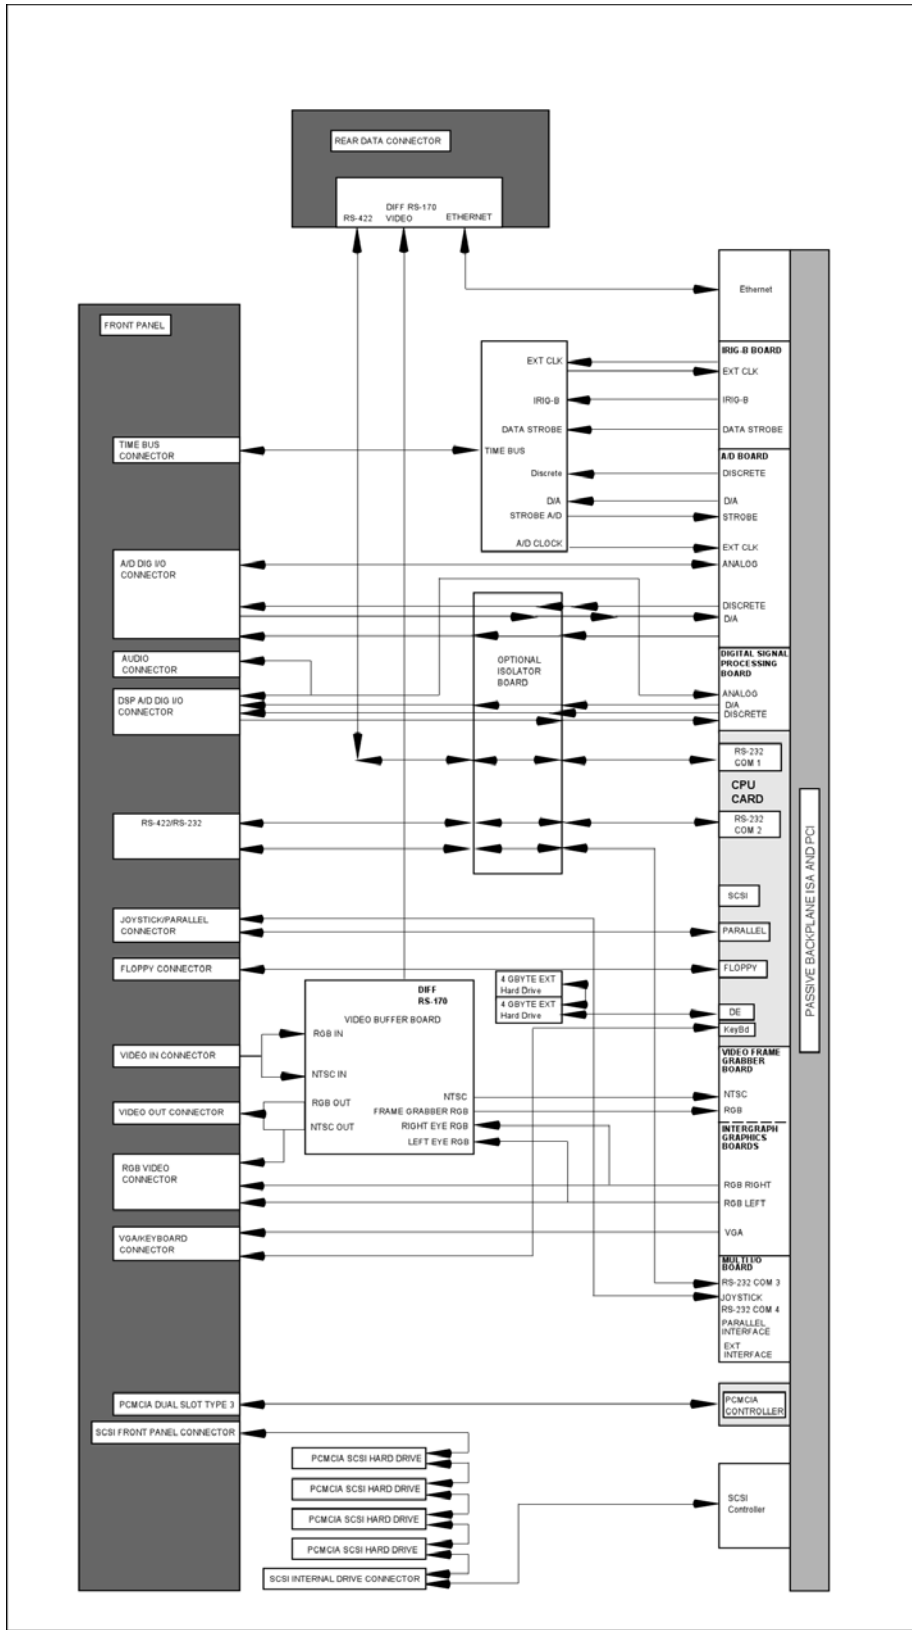 REAR DATA CONNECTOR
DIFF RS-170
RS-422 VIDEO ETHERNET
Ethernet
FRONT PANEL
IRIG-B BOARD
EXT CLK
EXT CLK
IRIG-B
IRIG-B
DATA STROBE
DATA STROBE
TIME BUS
CONNECTOR
TIME BUS
A/D BOARD
Discrete
DISCRETE
D/A
D/A
STROBE A/D
STROBE
A/D CLOCK
EXT CLK
A/D DIG I/O
CONNECTOR
ANALOG
DISCRETE
D/A
OPTIONAL
ISOLATOR
BOARD
AUDIO
CONNECTOR
DIGITAL SIGNAL
PROCESSING
BOARD
DSP A/D DIG I/O
CONNECTOR
ANALOG
D/A
DISCRETE
RS-232
COM 1
CPU
CARD
RS-422/RS-232
RS-232
COM 2
PASSIVE BACKPLANE ISA AND PCI
SCSI
JOYSTICK/PARALLEL
CONNECTOR
PARALLEL
FLOPPY CONNECTOR
FLOPPY
4 GBYTE EXT
Hard Drive
4 GBYTE EXT
Hard Drive
DE
KeyBd
DIFF
RS-170
VIDEO BUFFER BOARD
RGB IN
VIDEO IN CONNECTOR
NTSC IN
VIDEO FRAME
GRABBER
BOARD
NTSC
NTSC
RGB OUT
FRAME GRABBER RGB
RGB
VIDEO OUT CONNECTOR
NTSC OUT
RIGHT EYE RGB
LEFT EYE RGB
INTERGRAPH
GRAPHICS
BOARDS
RGB VIDEO
CONNECTOR
RGB RIGHT
RGB LEFT
VGA/KEYBOARD
CONNECTOR
VGA
MULTI I/O
BOARD
RS-232 COM 3
JOYSTICK
RS-232 COM 4
PARALLEL
INTERFACE
EXT
INTERFACE
PCMCIA DUAL SLOT TYPE 3
PCMCIA
CONTROLLER
SCSI FRONT PANEL CONNECTOR
PCMCIA SCSI HARD DRIVE
PCMCIA SCSI HARD DRIVE
PCMCIA SCSI HARD DRIVE
PCMCIA SCSI HARD DRIVE
SCSI INTERNAL DRIVE CONNECTOR
SCSI
Controller